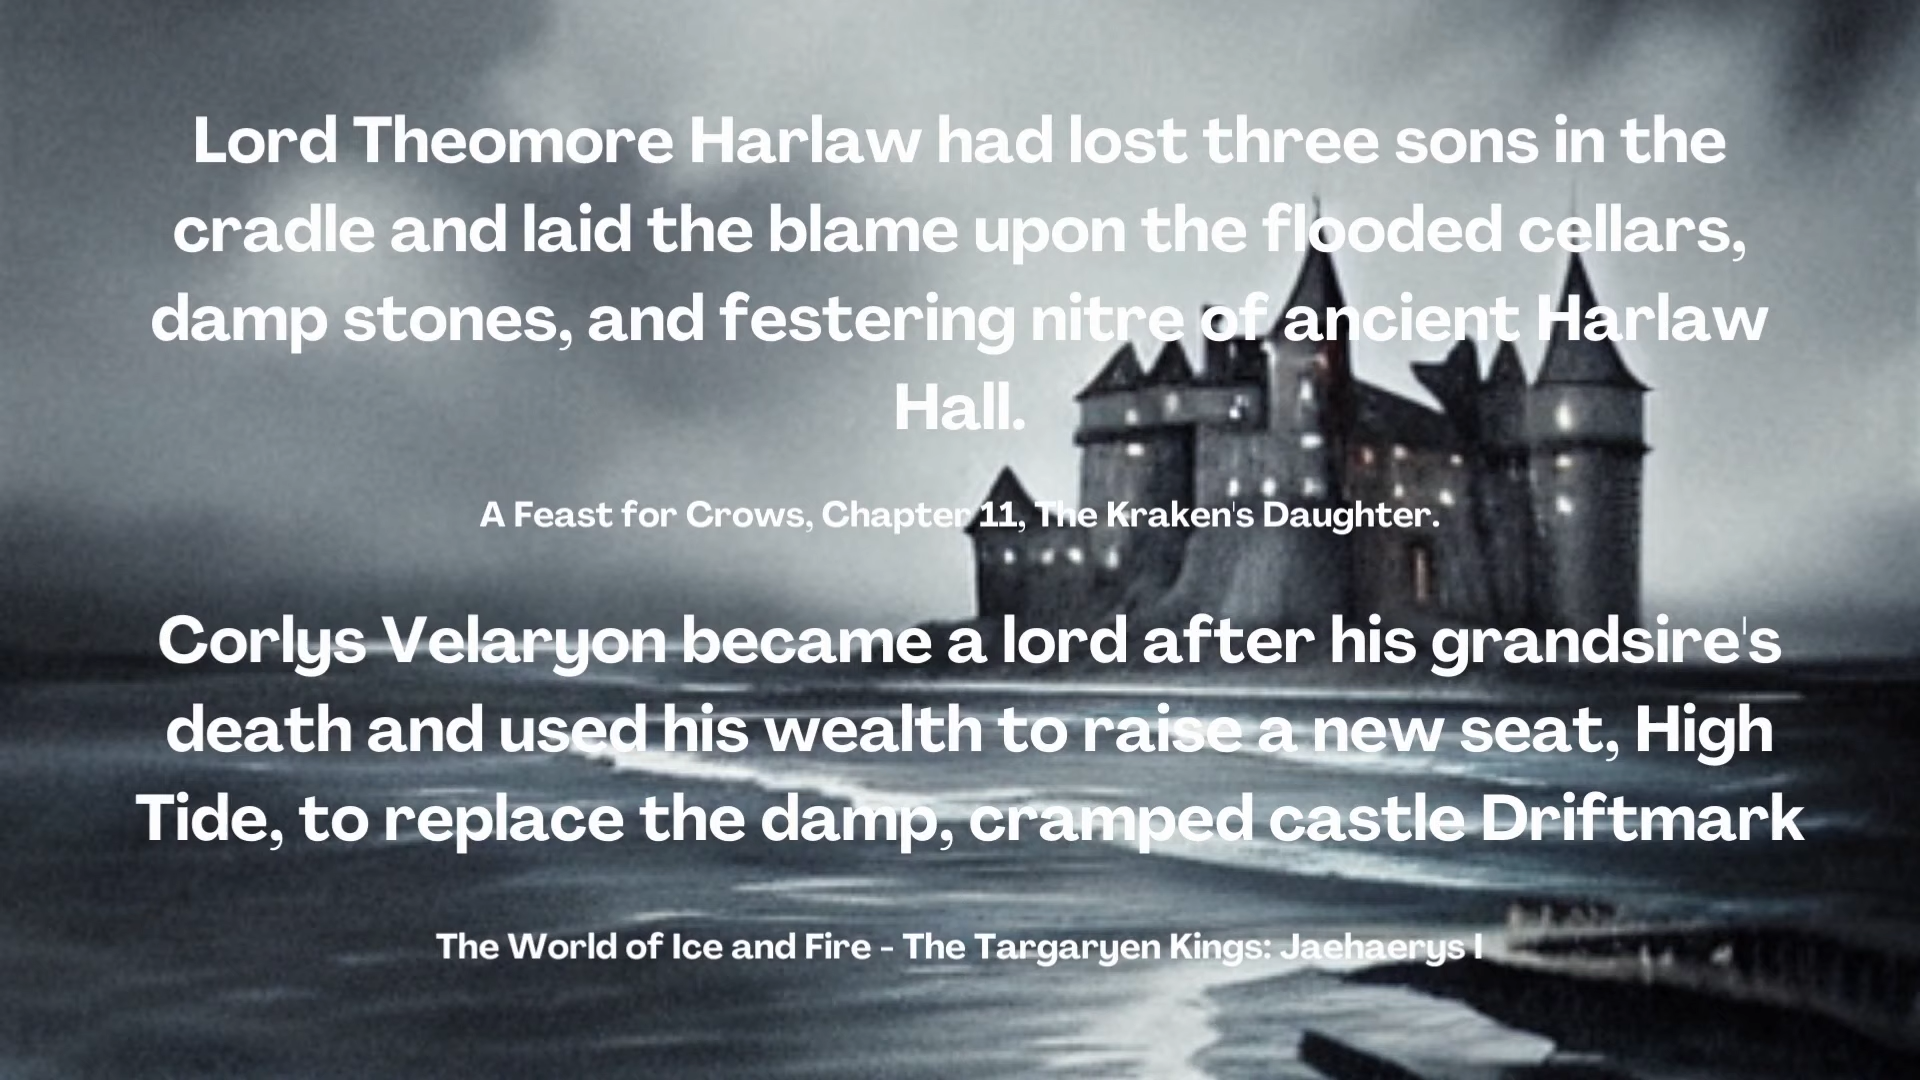 Lord Theomore Harlaw had lost three sons in the
cradle and laid the blame upon the flooded cellars,
damp stones, and festering nitre of ancient Harlaw
Hall.
A Feast for Crows, Chapter 11, The Kraken's Daughter.
Corlys Velaryon became a lord after his grandsire's
death and used his wealth to raise a new seat, High
Tide, to replace the damp, cramped castle Driftmark
The World of Ice and Fire - The Targaryen Kings: Jaehaerys I